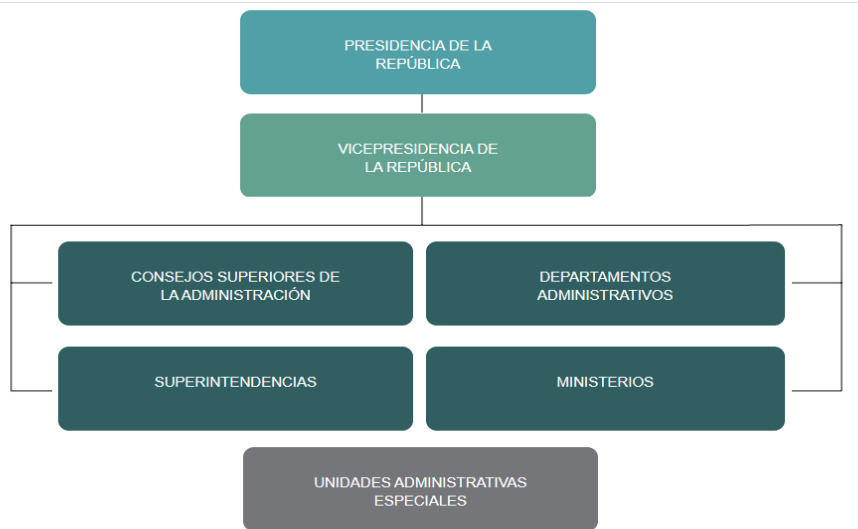 PRESIDENCIA DE LA
REPÚBLICA
VICEPRESIDENCIA DE
LA REPÚBLICA
CONSEJOS SUPERIORES DE
LA ADMINISTRACIÓN
DEPARTAMENTOS
ADMINISTRATIVOS
SUPERINTENDENCIAS
MINISTERIOS
UNIDADES ADMINISTRATIVAS
ESPECIALES